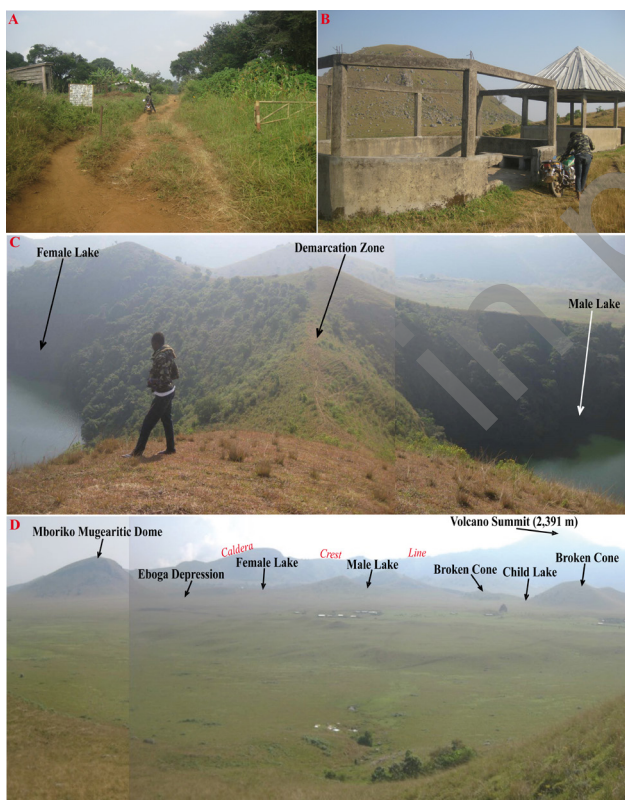 A
B
C
Female Lake
Demarcation Zone
Male Lake
D
Volcano Summit (2,391 m)
Mboriko Mugearitic Dome
Caldera Crest Line
Eboga Depression
Female Lake
Male Lake
Broken Cone
Child Lake
Broken Cone
in